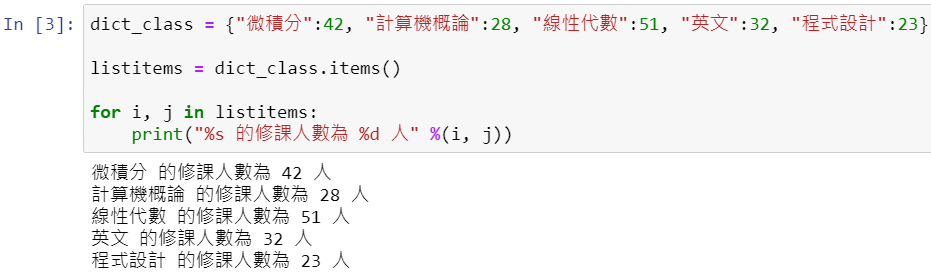 In [3]: dict_class = {"微積分":42, "計算機概論":28, "線性代數":51, "英文":32, "程式設計":23}
listitems = dict_class.items()
for i, j in listitems:
    print("%s 的修課人數為 %d 人" %(i, j))
微積分 的修課人數為 42 人
計算機概論 的修課人數為 28 人
線性代數 的修課人數為 51 人
英文 的修課人數為 32 人
程式設計 的修課人數為 23 人